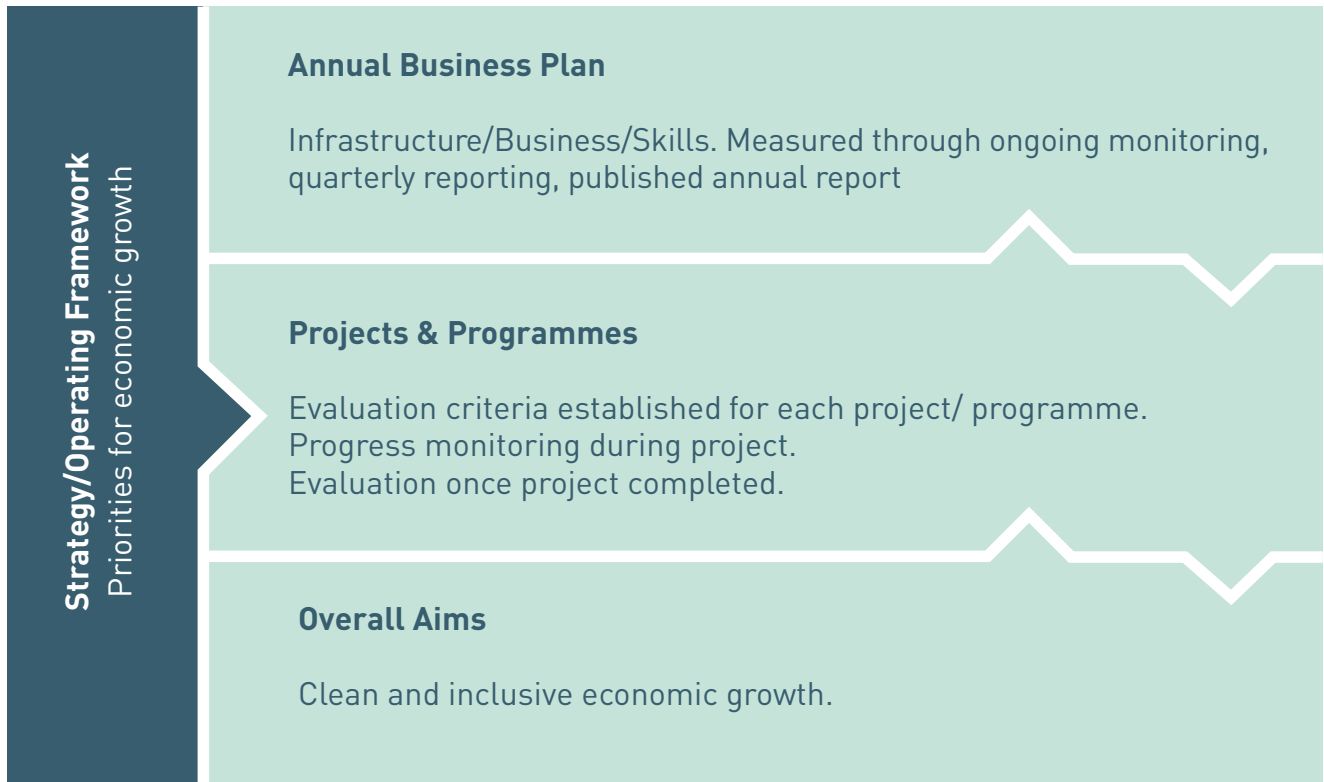 Strategy/Operating Framework
Priorities for economic growth
Annual Business Plan
Infrastructure/Business/Skills. Measured through ongoing monitoring,
quarterly reporting, published annual report
Projects & Programmes
Evaluation criteria established for each project/ programme.
Progress monitoring during project.
Evaluation once project completed.
Overall Aims
Clean and inclusive economic growth.